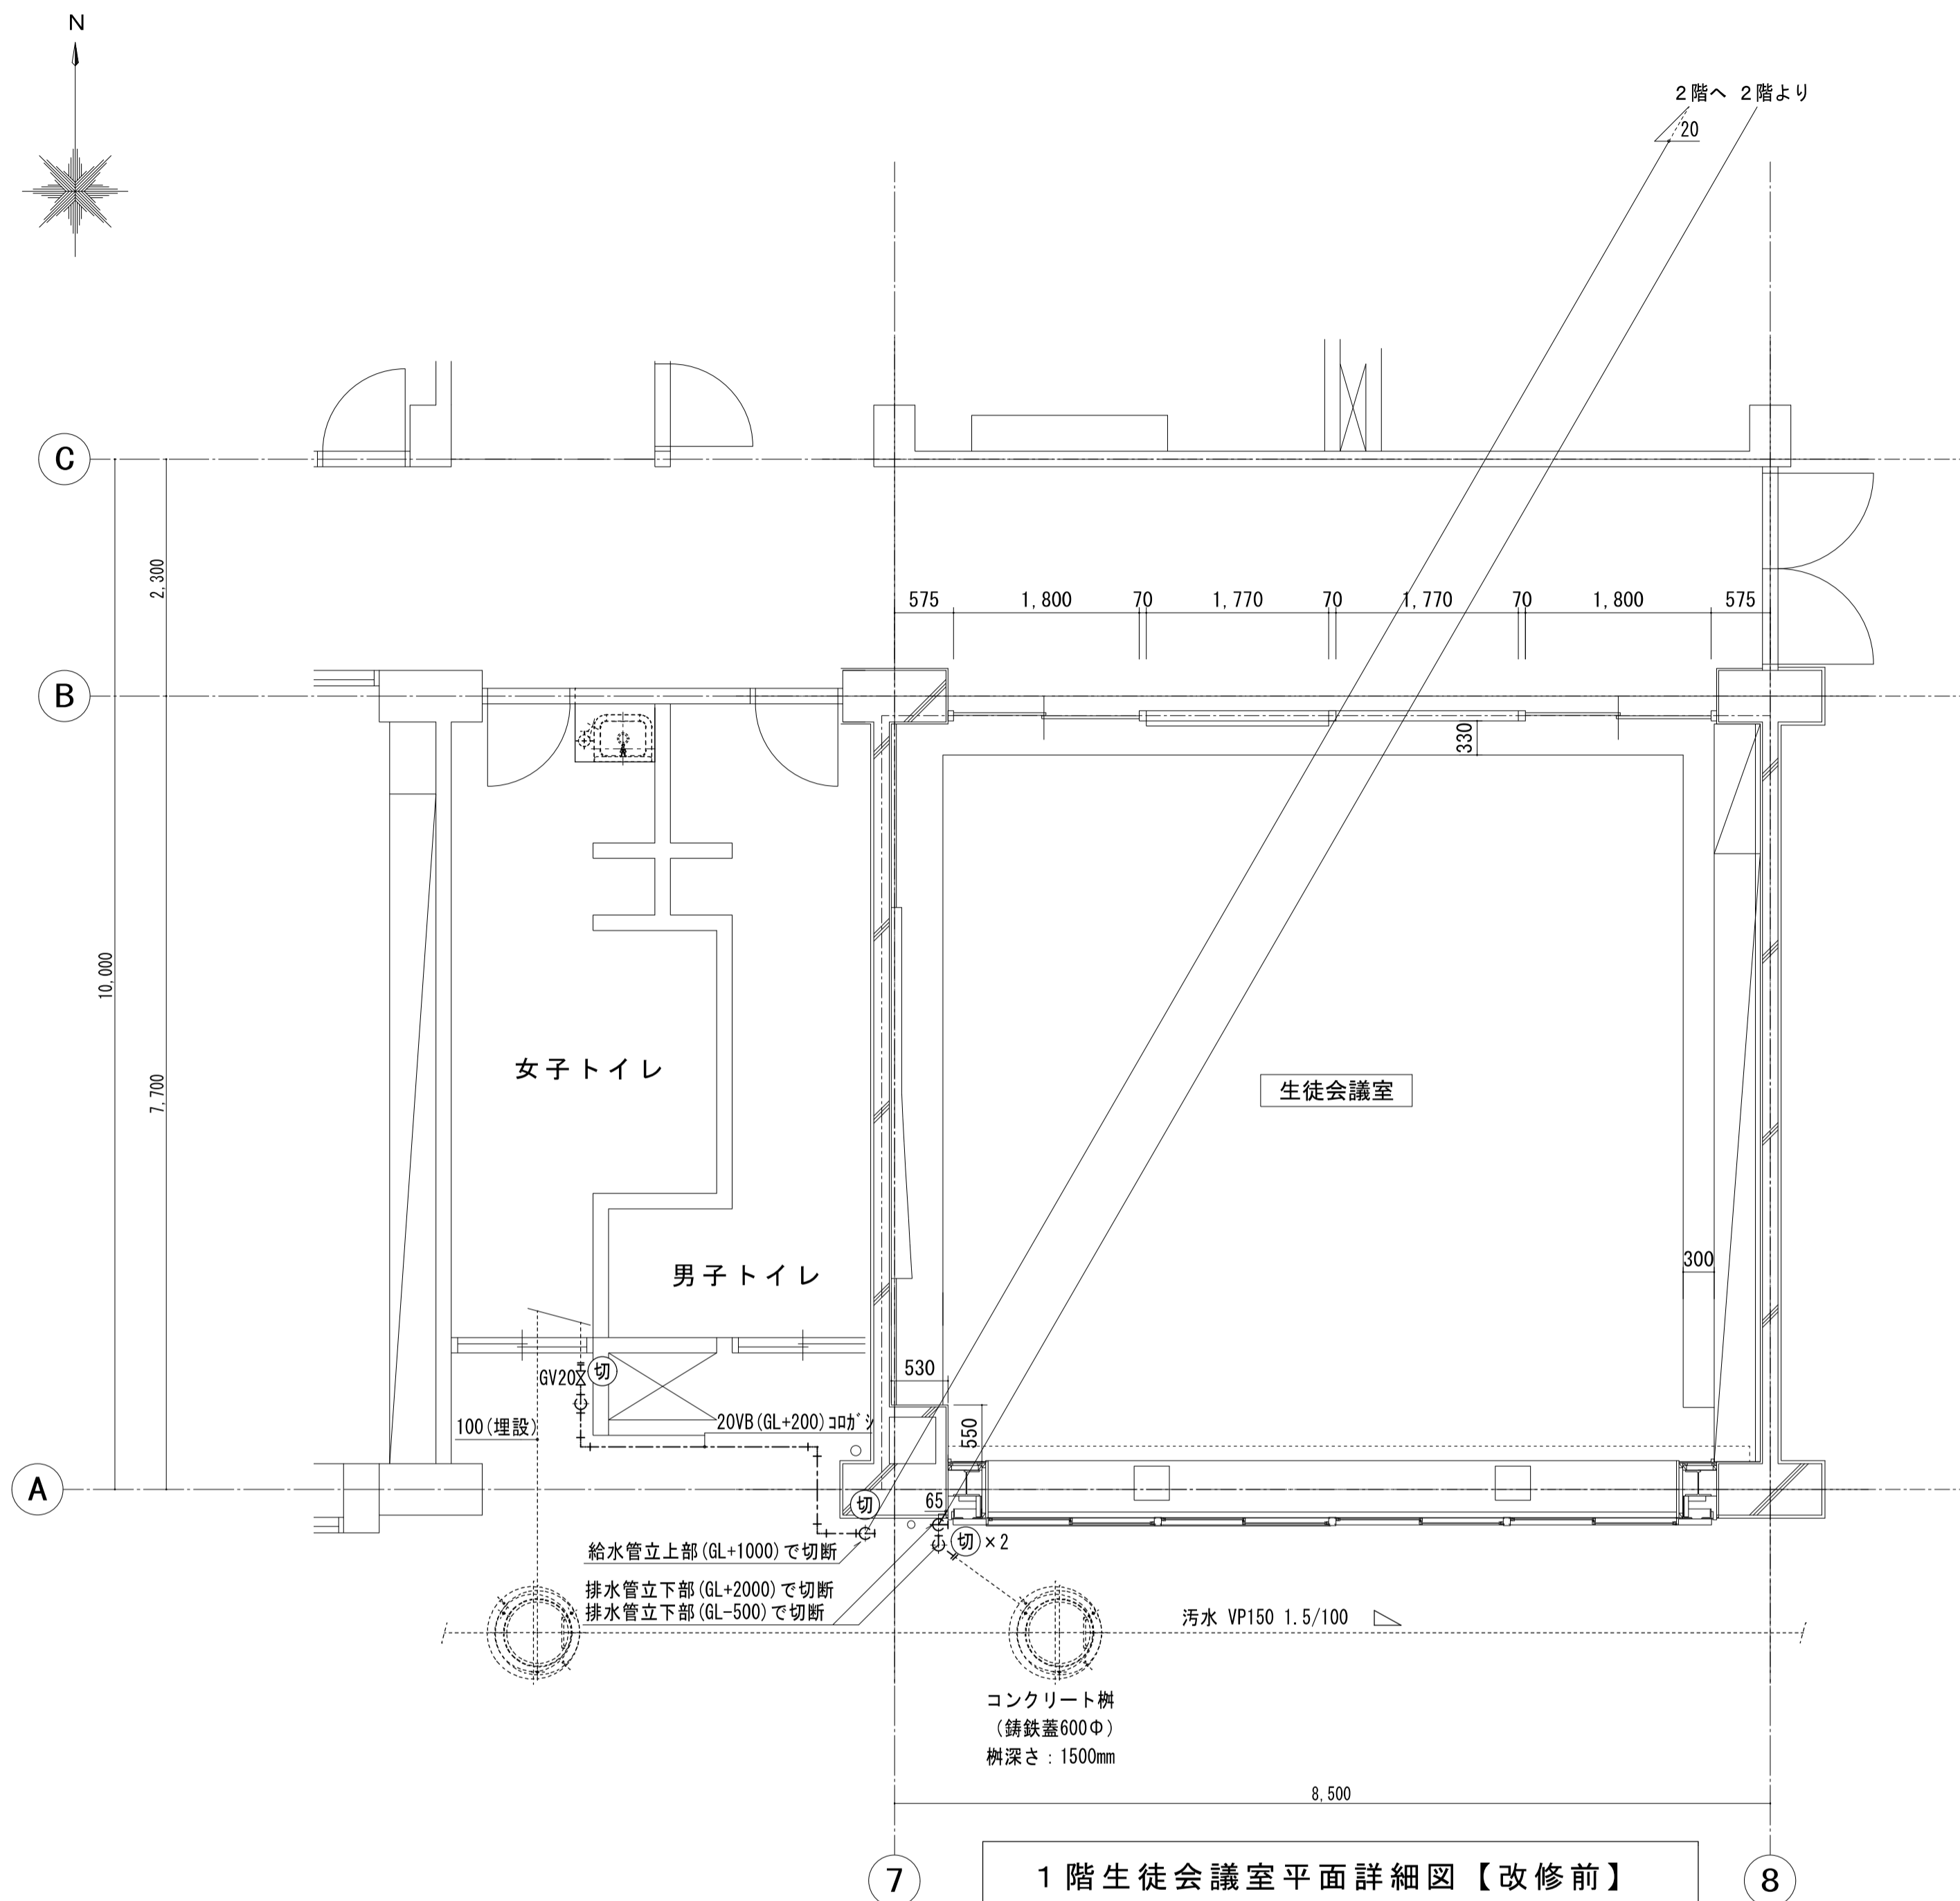 N
２階へ ２階より
20
C
2,300
575 1,800 70 1,770 70 1,770 70 1,800 575
B
330
10,000
7,700
女子トイレ
生徒会議室
男子トイレ
300
530
GV20
切
100(埋設)
20VB(GL+200)ｺﾛｶﾞｼ
550
A
切
65
切 ×2
給水管立上部(GL+1000)で切断
排水管立下部(GL+2000)で切断
排水管立下部(GL-500)で切断
汚水 VP150 1.5/100
コンクリート桝
（鋳鉄蓋600Φ）
桝深さ：1500mm
8,500
7
１階生徒会議室平面詳細図【改修前】
8